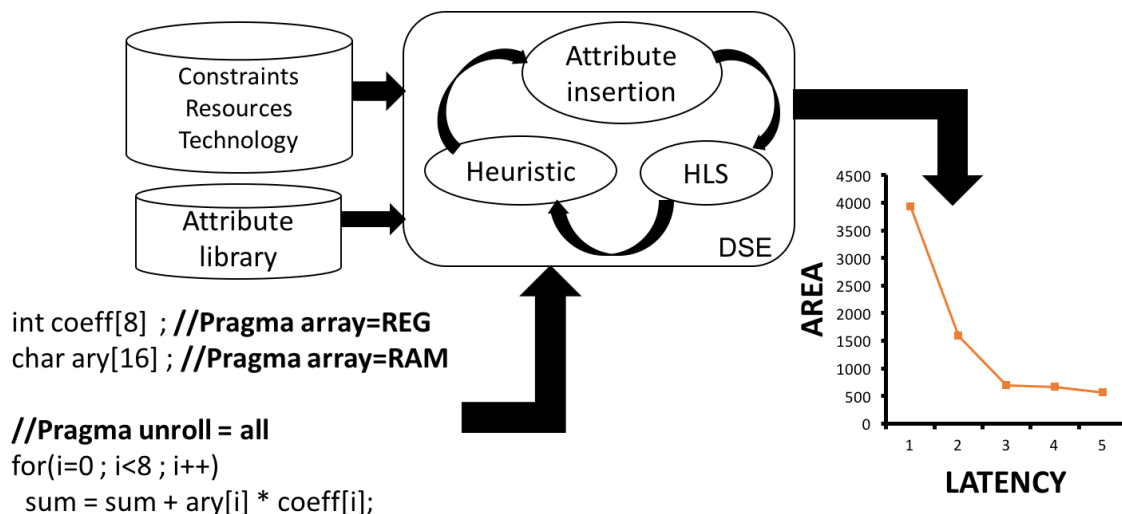 Constraints
Resources
Technology
Attribute
library
Attribute
insertion
Heuristic
HLS
DSE
int coeff[8] ; //Pragma array=REG
char ary[16] ; //Pragma array=RAM
//Pragma unroll = all
for(i=0 ; i<8 ; i++)
sum = sum + ary[i] * coeff[i];
AREA
4500
4000
3500
3000
2500
2000
1500
1000
500
0
1 2 3 4 5
LATENCY